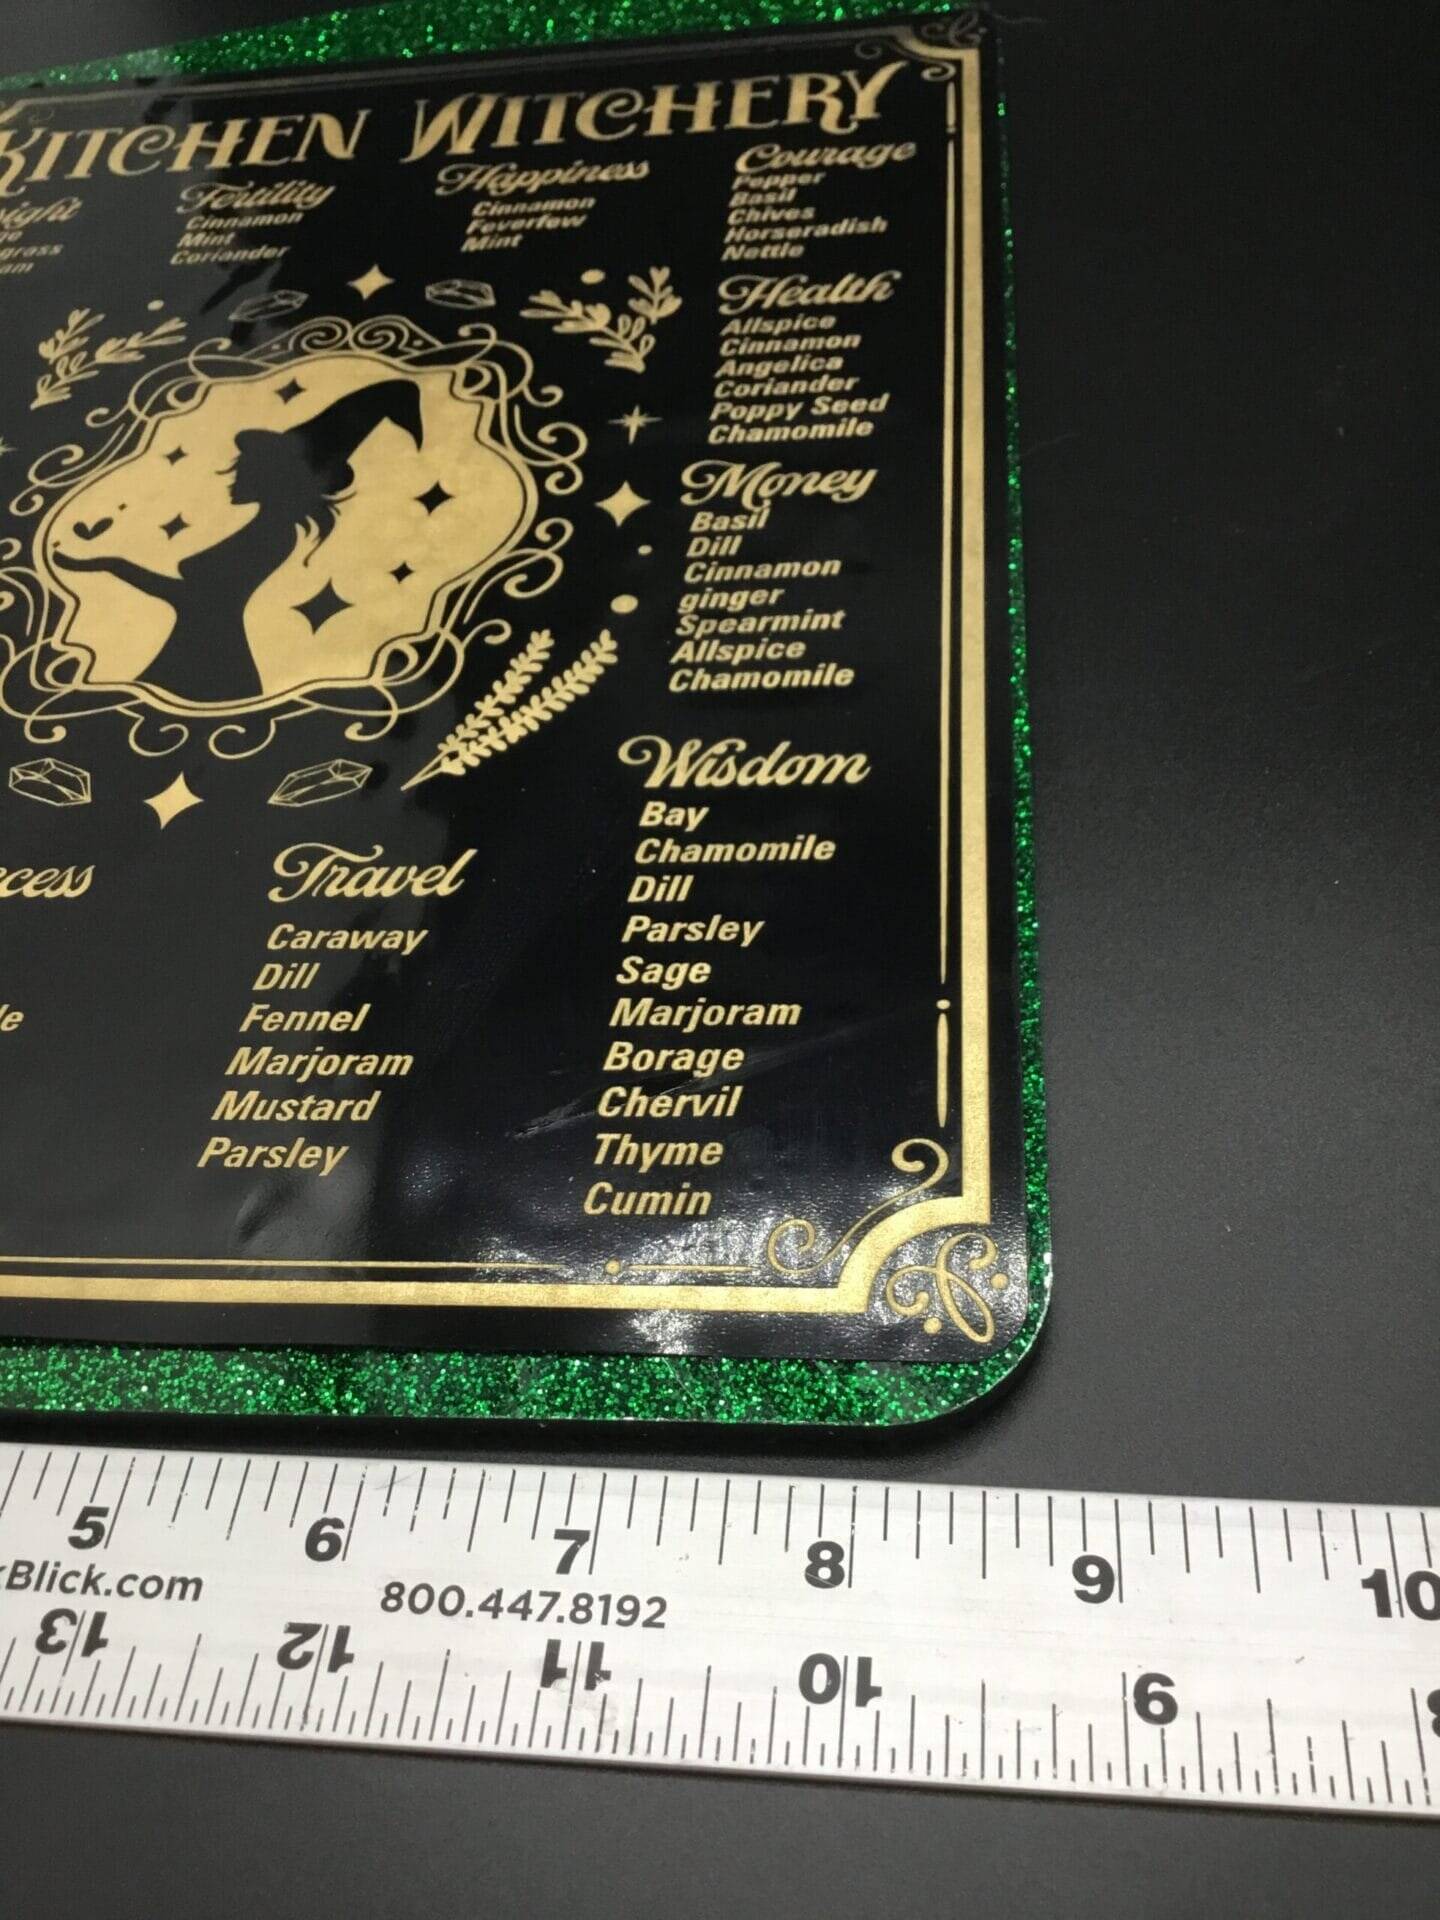 KITCHEN WITCHERY
Fertility
Cinnamon
Mint
Coriander
Happiness
Cinnamon
Feverfew
Mint
Courage
Pepper
Basil
Chives
Horseradish
Nettle
Health
Allspice
Cinnamon
Angelica
Coriander
Poppy Seed
Chamomile
Money
Basil
Dill
Cinnamon
ginger
Spearmint
Allspice
Chamomile
Travel
Caraway
Dill
Fennel
Marjoram
Mustard
Parsley
Wisdom
Bay
Chamomile
Dill
Parsley
Sage
Marjoram
Borage
Chervil
Thyme
Cumin
5 6 7 8 9 10
kBlick.com 800.447.8192
13 12 11 10 9